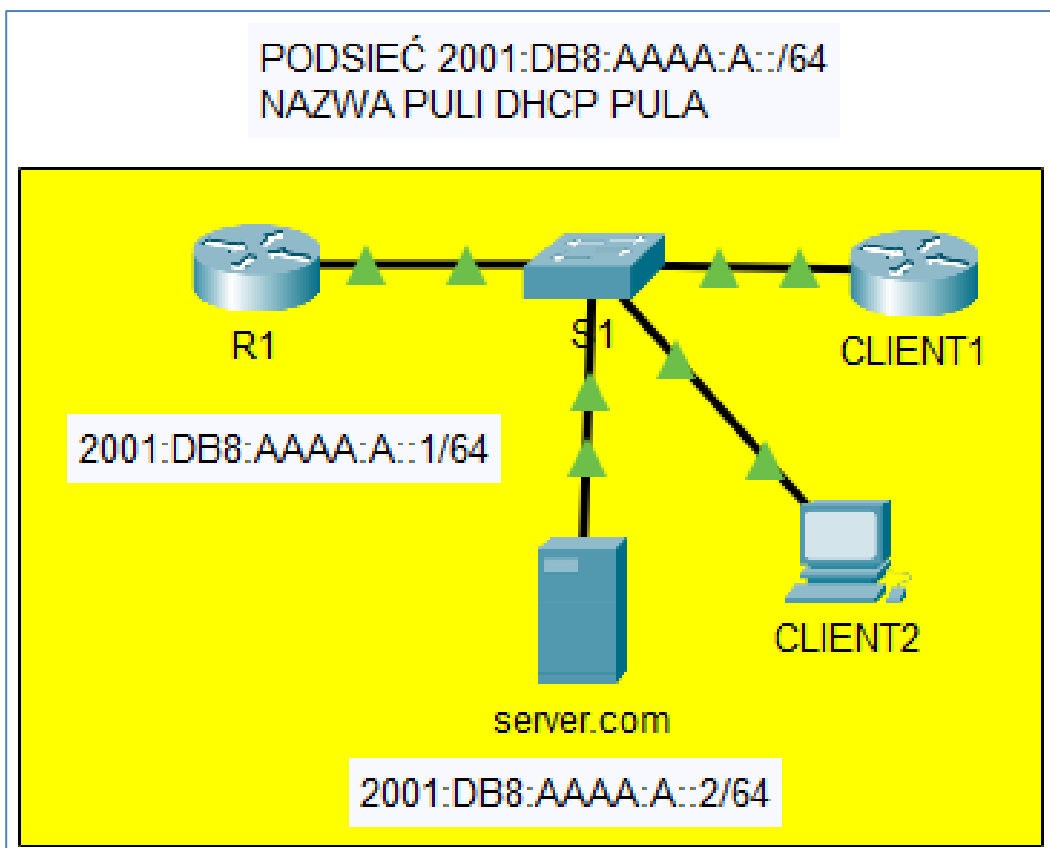 PODSIEĆ 2001:DB8:AAAA:A::/64
NAZWA PULI DHCP PULA
R1
S1
CLIENT1
2001:DB8:AAAA:A::1/64
CLIENT2
server.com
2001:DB8:AAAA:A::2/64